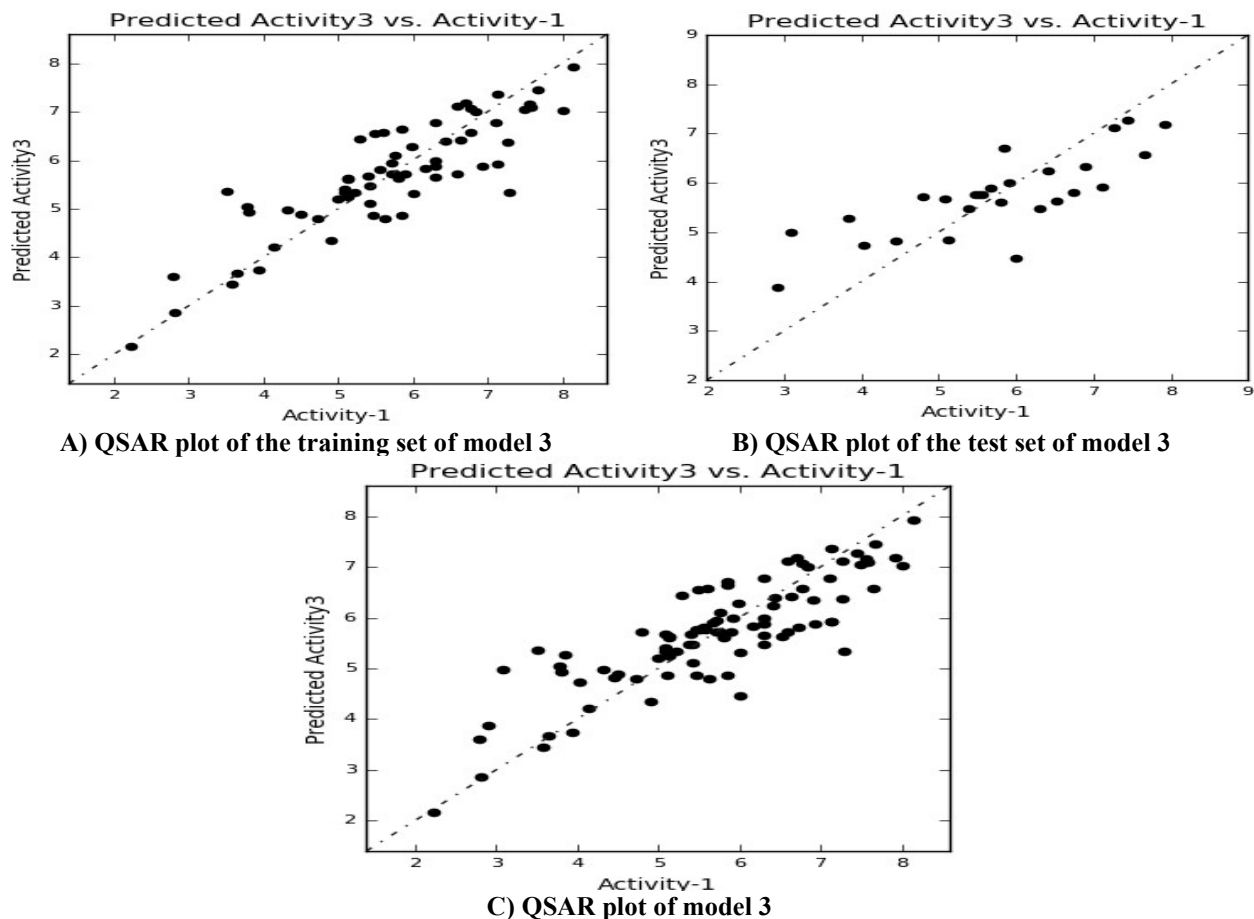 Predicted Activity3 vs. Activity-1
Predicted Activity3
8
7
6
5
4
3
2
2 3 4 5 6 7 8
Activity-1
A) QSAR plot of the training set of model 3
Predicted Activity3 vs. Activity-1
Predicted Activity3
9
8
7
6
5
4
3
2
2 3 4 5 6 7 8 9
Activity-1
B) QSAR plot of the test set of model 3
Predicted Activity3 vs. Activity-1
Predicted Activity3
8
7
6
5
4
3
2
2 3 4 5 6 7 8
Activity-1
C) QSAR plot of model 3